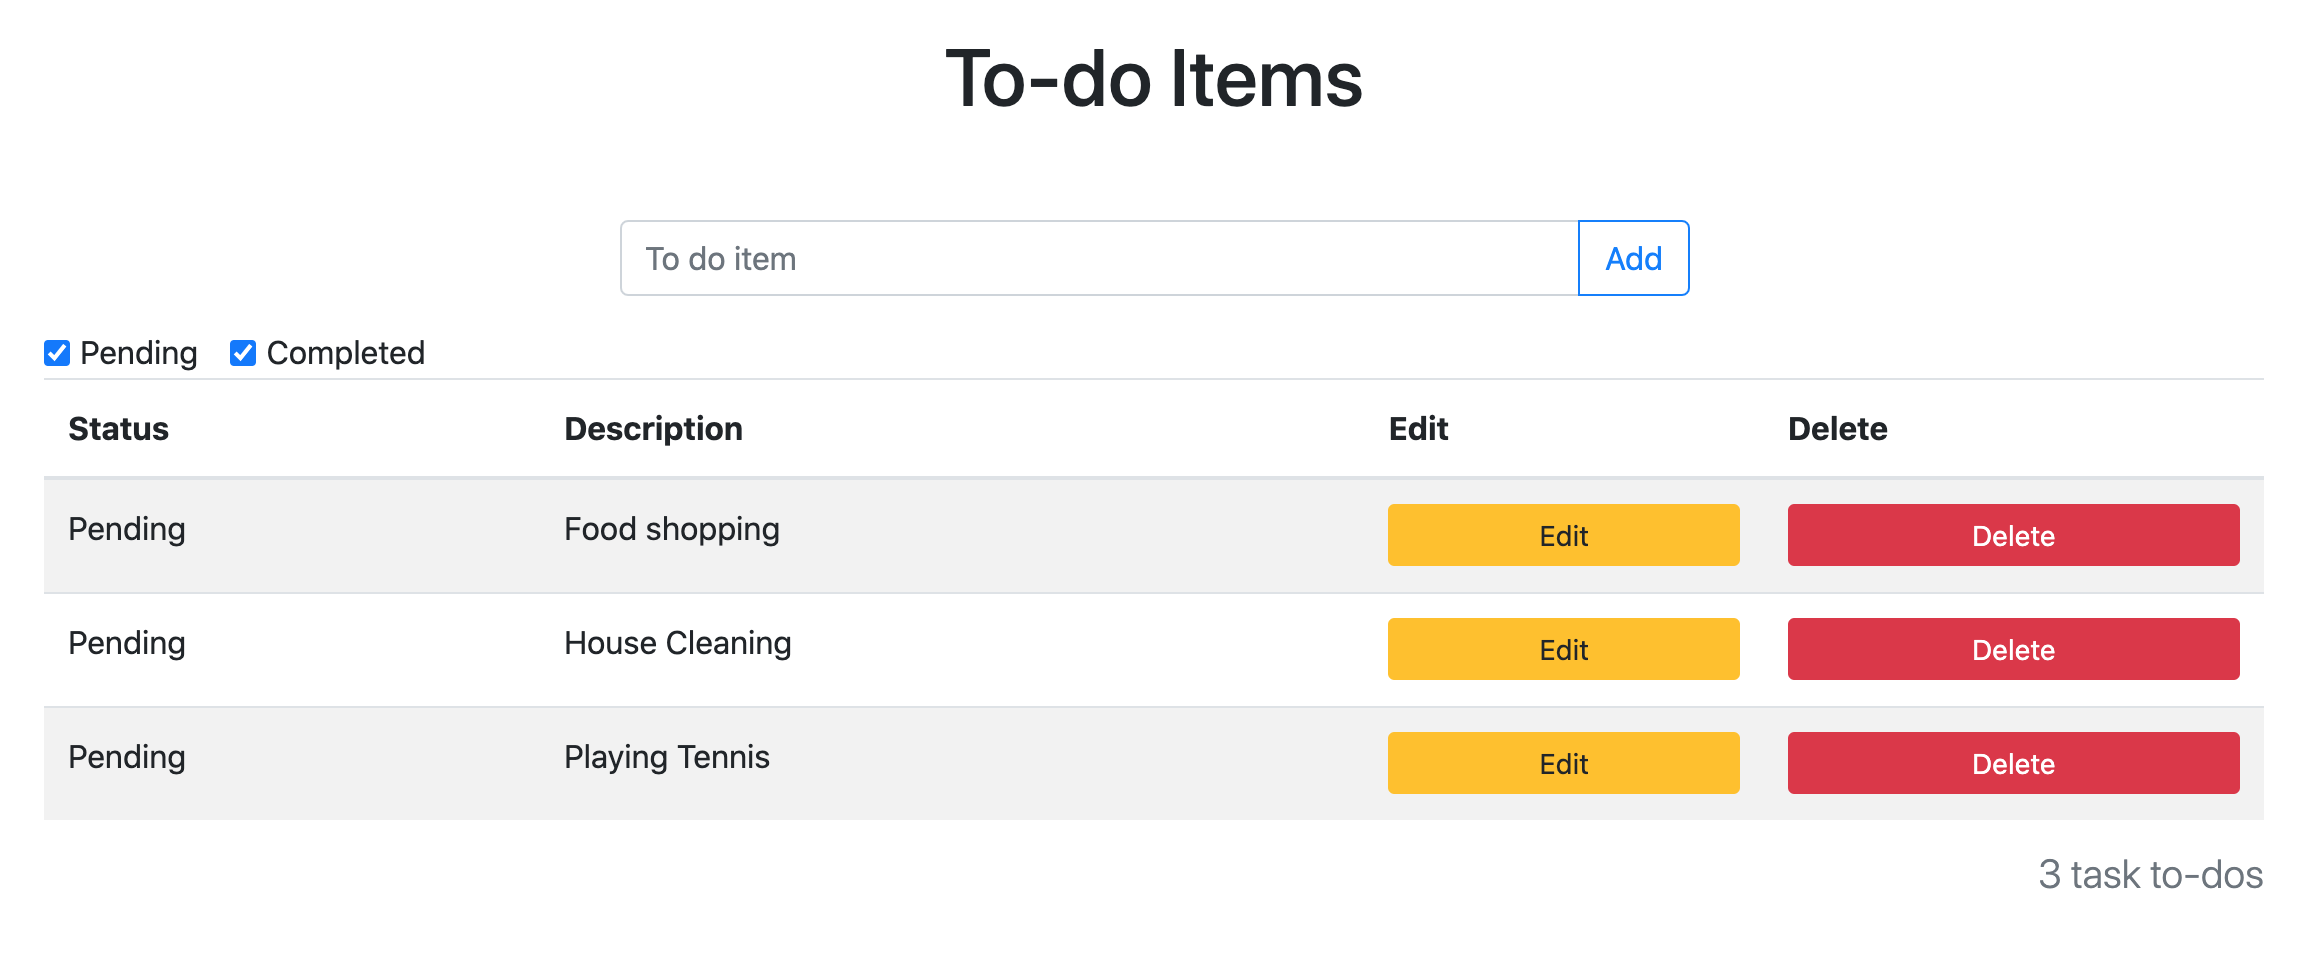 To-do Items
To do item Add
Pending Completed
Status Description Edit Delete
Pending Food shopping Edit Delete
Pending House Cleaning Edit Delete
Pending Playing Tennis Edit Delete
3 task to-dos